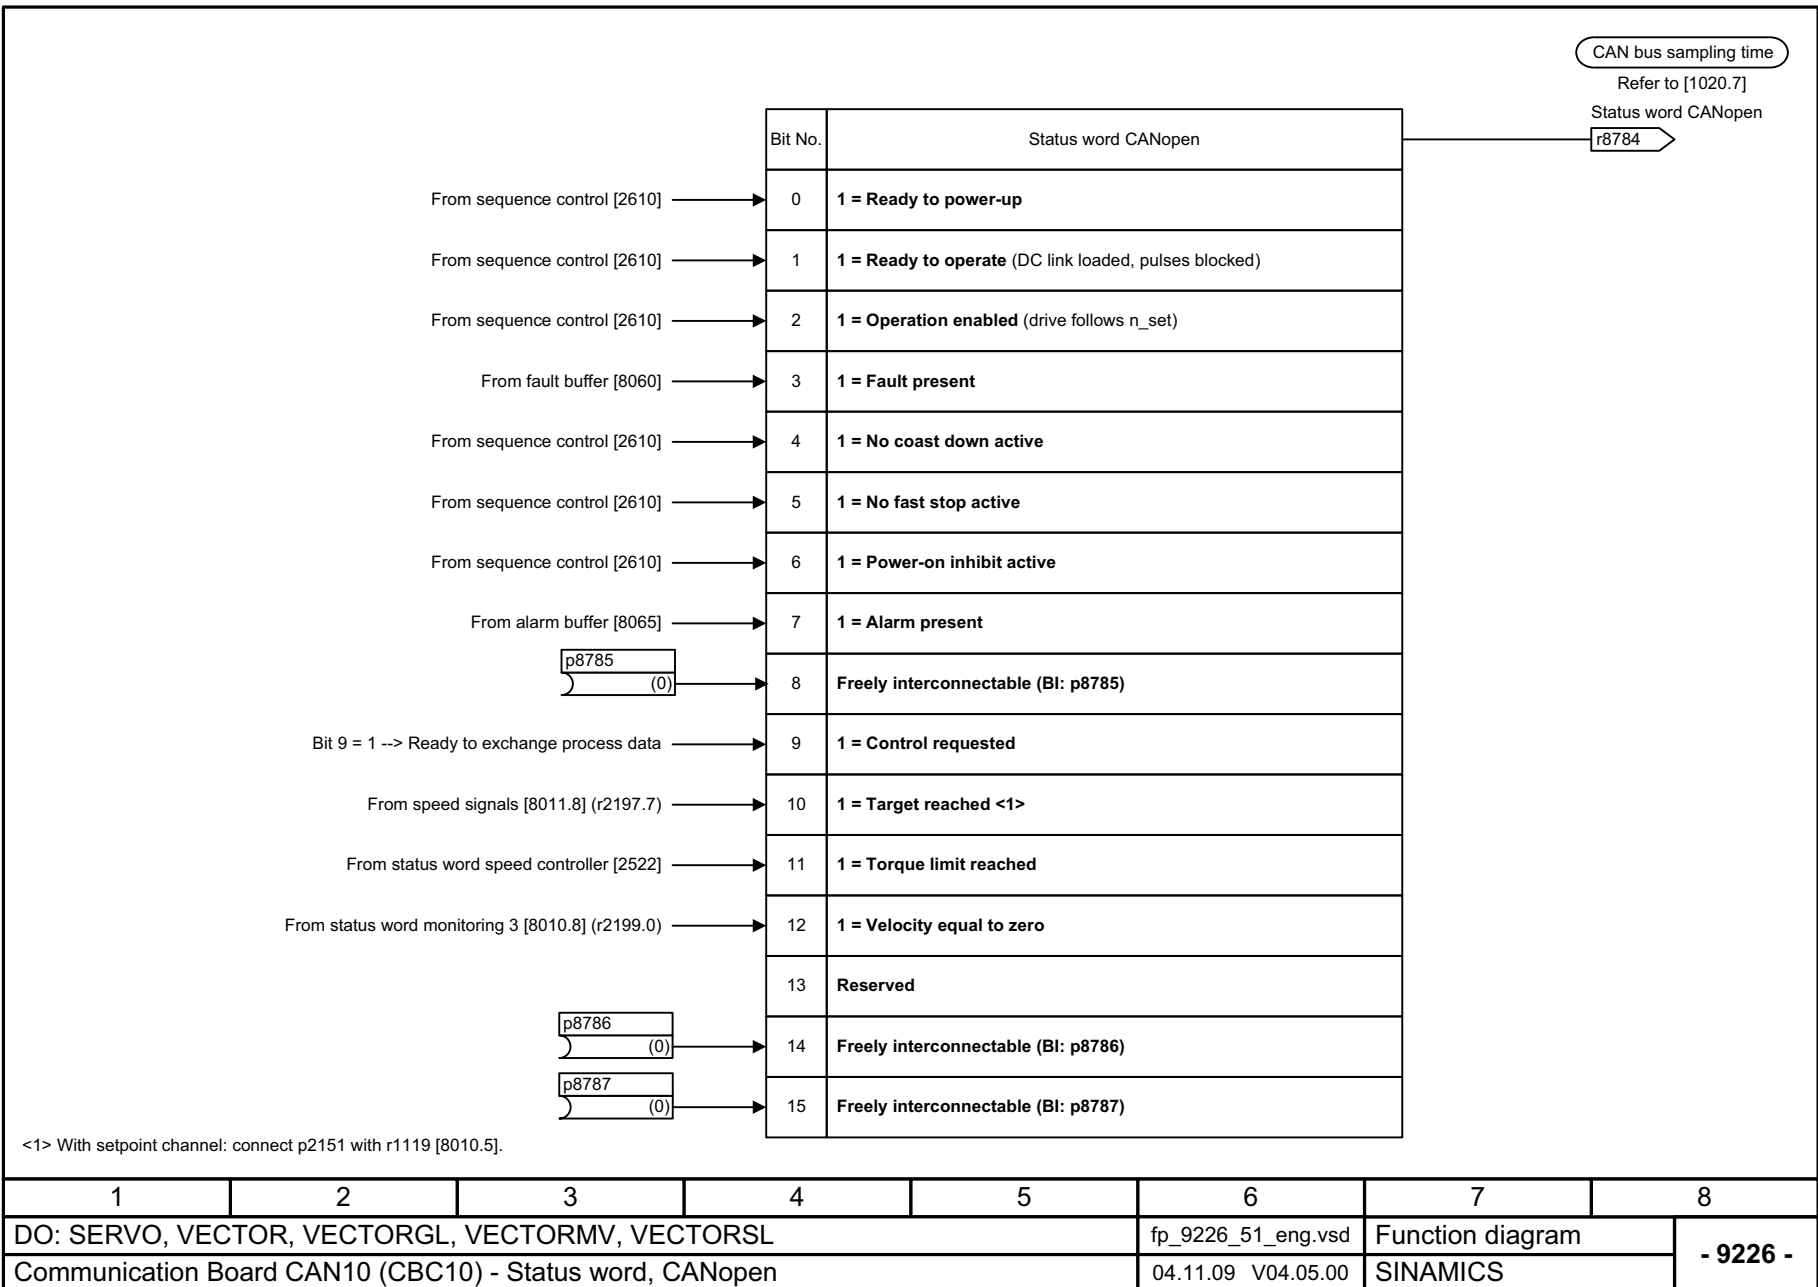 CAN bus sampling time
Refer to [1020.7]
Status word CANopen
r8784
Bit No. Status word CANopen
From sequence control [2610] 0 1 = Ready to power-up
From sequence control [2610] 1 1 = Ready to operate (DC link loaded, pulses blocked)
From sequence control [2610] 2 1 = Operation enabled (drive follows n_set)
From fault buffer [8060] 3 1 = Fault present
From sequence control [2610] 4 1 = No coast down active
From sequence control [2610] 5 1 = No fast stop active
From sequence control [2610] 6 1 = Power-on inhibit active
From alarm buffer [8065] 7 1 = Alarm present
p8785
(0) 8 Freely interconnectable (BI: p8785)
Bit 9 = 1 --> Ready to exchange process data 9 1 = Control requested
From speed signals [8011.8] (r2197.7) 10 1 = Target reached <1>
From status word speed controller [2522] 11 1 = Torque limit reached
From status word monitoring 3 [8010.8] (r2199.0) 12 1 = Velocity equal to zero
13 Reserved
p8786
(0) 14 Freely interconnectable (BI: p8786)
p8787
(0) 15 Freely interconnectable (BI: p8787)
<1> With setpoint channel: connect p2151 with r1119 [8010.5].
1 2 3 4 5 6 7 8
DO: SERVO, VECTOR, VECTORGL, VECTORMV, VECTORSL fp_9226_51_eng.vsd Function diagram
- 9226 -
Communication Board CAN10 (CBC10) - Status word, CANopen 04.11.09 V04.05.00 SINAMICS